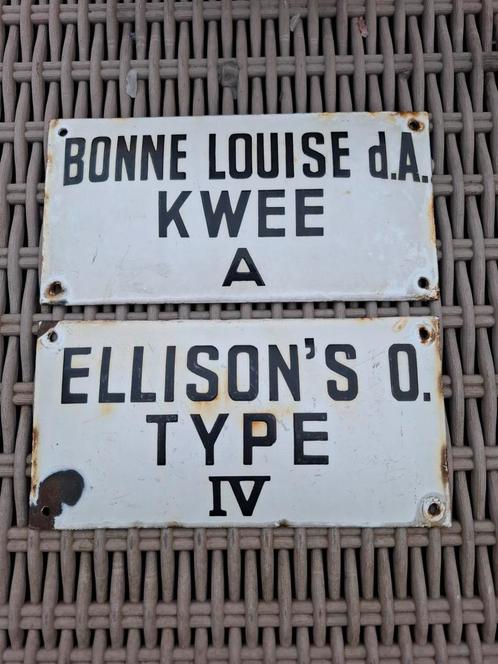 BONNE LOUISE d.A.
KWEE
A
ELLISON'S O.
TYPE
IV